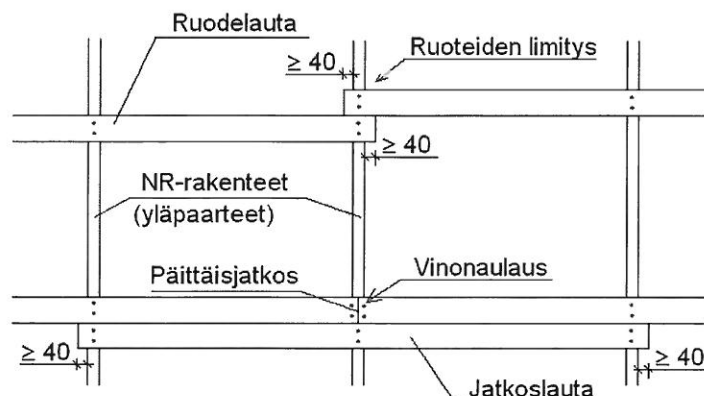 Ruodelauta
Ruoteiden limitys
≥ 40
≥ 40
NR-rakenteet
(yläpaarteet)
Päittäisjatkos
Vinonaulaus
≥ 40
≥ 40
Jatkoslauta